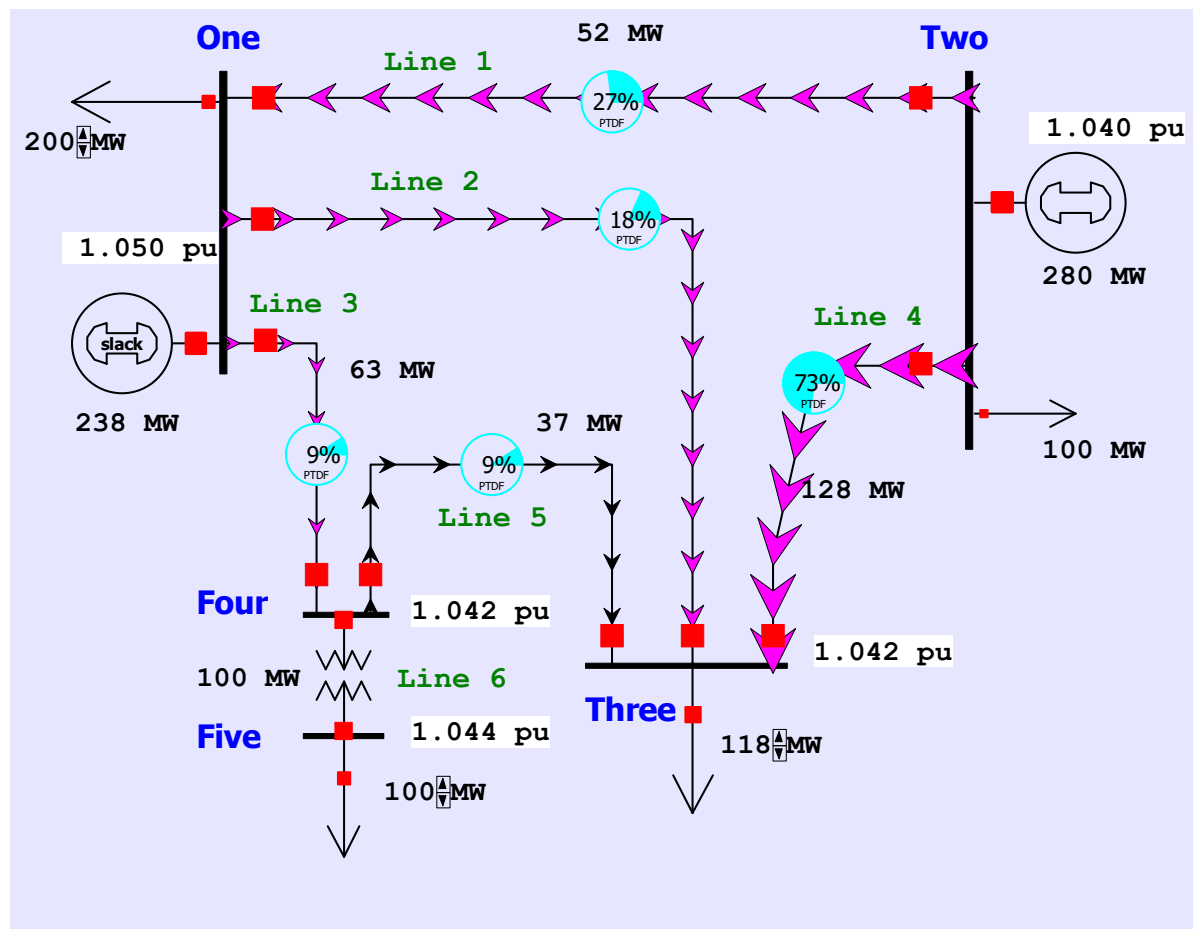 One
52 MW
Two
Line 1
27%
PTDF
200 MW
1.040 pu
Line 2
18%
PTDF
1.050 pu
280 MW
Line 3
Line 4
slack
63 MW
73%
PTDF
238 MW
37 MW
100 MW
9%
PTDF
9%
PTDF
128 MW
Line 5
Four
1.042 pu
1.042 pu
100 MW
Line 6
Three
Five
1.044 pu
118 MW
100 MW